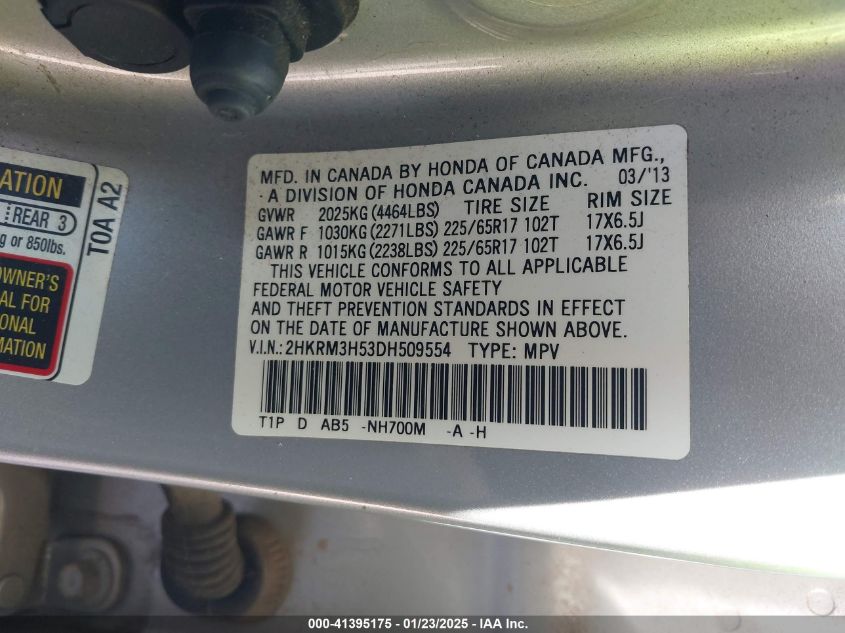 ATION
REAR 3
g or 850lbs.
OWNER'S
AL FOR
IONAL
MATION
T0A A2
MFD. IN CANADA BY HONDA OF CANADA MFG.,
A DIVISION OF HONDA CANADA INC. 03/'13
GVWR 2025KG (4464LBS) TIRE SIZE RIM SIZE
GAWR F 1030KG (2271LBS) 225/65R17 102T 17X6.5J
GAWR R 1015KG (2238LBS) 225/65R17 102T 17X6.5J
THIS VEHICLE CONFORMS TO ALL APPLICABLE
FEDERAL MOTOR VEHICLE SAFETY
AND THEFT PREVENTION STANDARDS IN EFFECT
ON THE DATE OF MANUFACTURE SHOWN ABOVE.
V.I.N.: 2HKRM3H53DH509554 TYPE: MPV
T1P D AB5 -NH700M -A -H
000-41395175 - 01/23/2025 - IAA Inc.